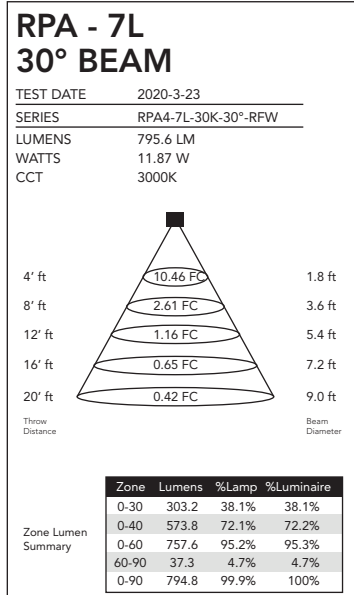 RPA - 7L
30° BEAM
TEST DATE 2020-3-23
SERIES RPA4-7L-30K-30°-RFW
LUMENS 795.6 LM
WATTS 11.87 W
CCT 3000K
4’ ft 10.46 FC 1.8 ft
8’ ft 2.61 FC 3.6 ft
12’ ft 1.16 FC 5.4 ft
16’ ft 0.65 FC 7.2 ft
20’ ft 0.42 FC 9.0 ft
Throw Beam
Distance Diameter
Zone Lumens %Lamp %Luminaire
0-30 303.2 38.1% 38.1%
0-40 573.8 72.1% 72.2%
Zone Lumen
Summary
0-60 757.6 95.2% 95.3%
60-90 37.3 4.7% 4.7%
0-90 794.8 99.9% 100%